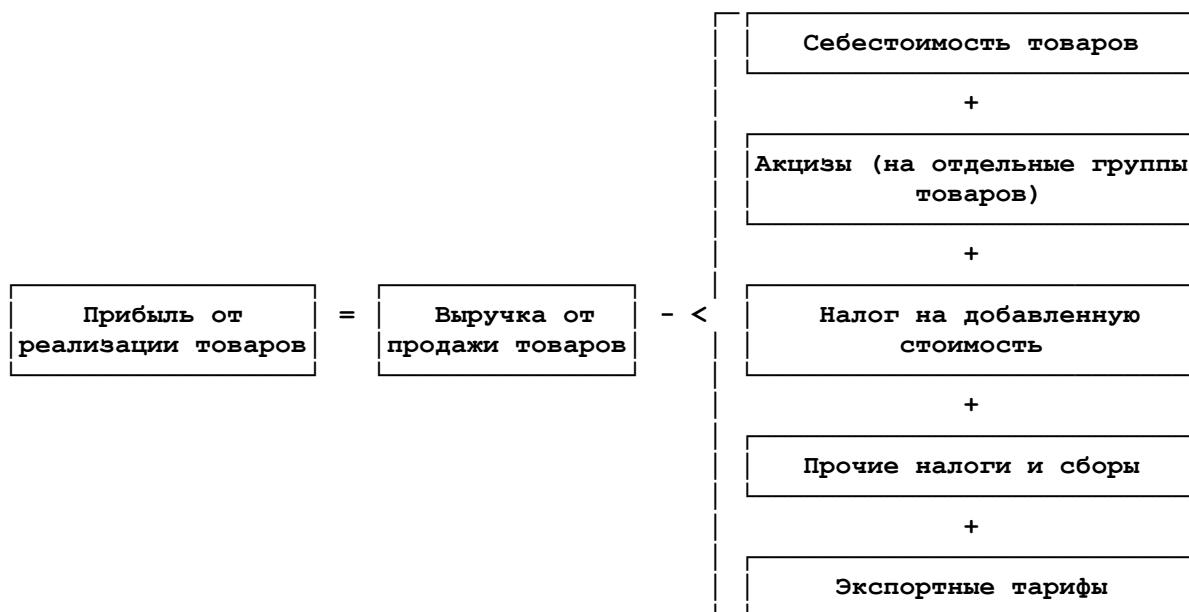 Себестоимость товаров
+
Акцизы (на отдельные группы
товаров)
+
Прибыль от
реализации товаров
=
Выручка от
продажи товаров
- <
Налог на добавленную
стоимость
+
Прочие налоги и сборы
+
Экспортные тарифы